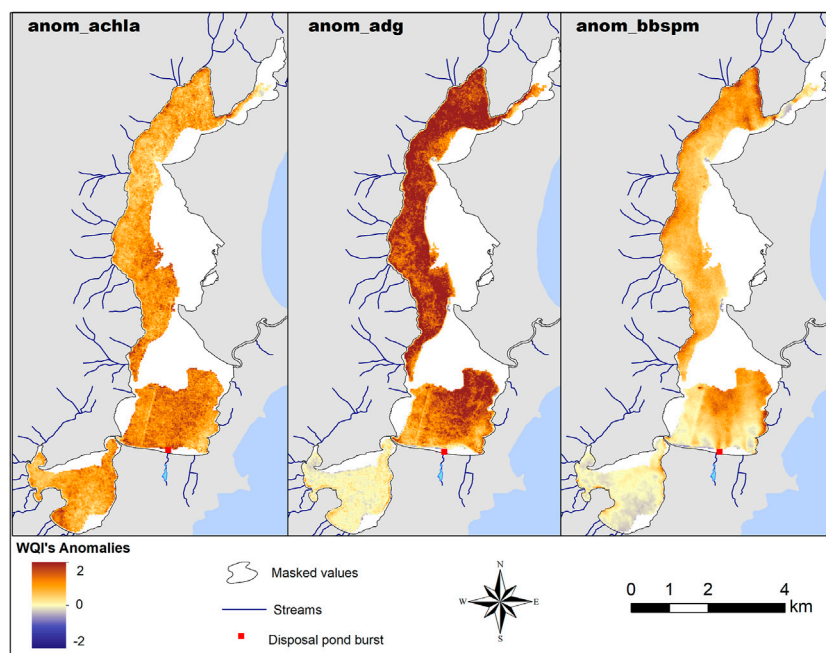 anom_achla
anom_adg
anom_bbspm
WQI's Anomalies
2
0
-2
Masked values
Streams
Disposal pond burst
N
W
E
S
0 1 2 4
km